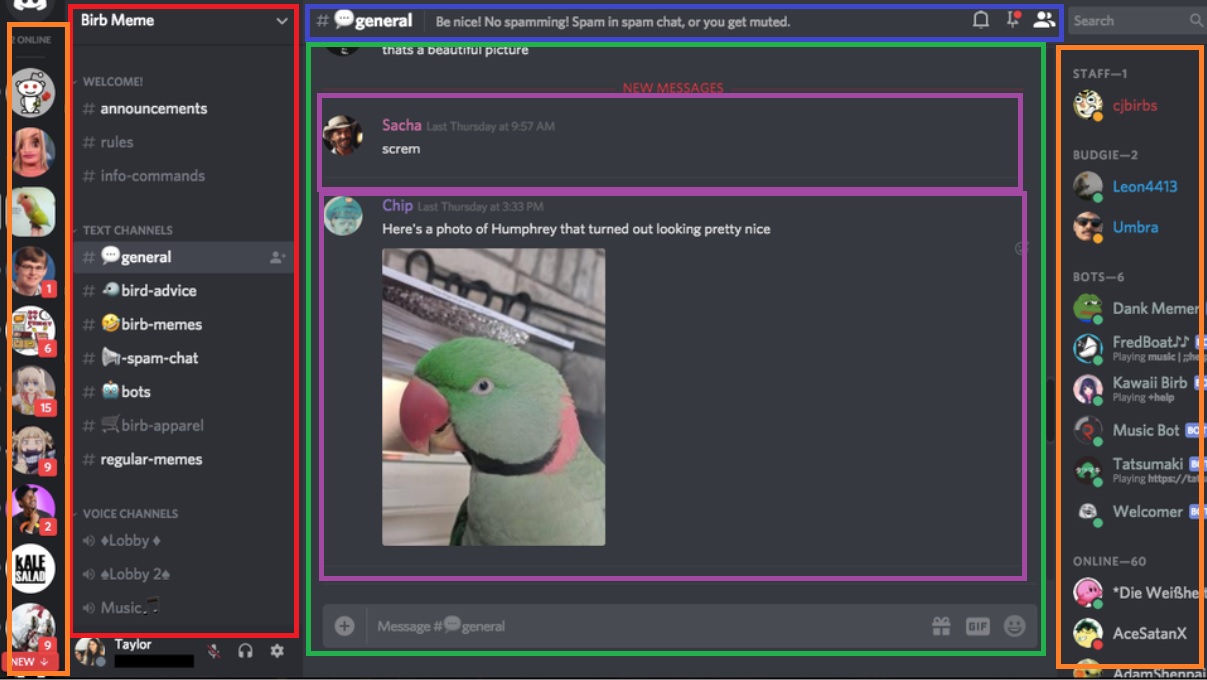 2 ONLINE
1
6
15
9
2
KALE
SALAD
9
NEW
Birb Meme
WELCOME!
# announcements
# rules
# info-commands
TEXT CHANNELS
# 💬general
# 🐦bird-advice
# 🤣birb-memes
# 📢-spam-chat
# 🤖bots
# 🛒birb-apparel
# regular-memes
VOICE CHANNELS
♦Lobby ♦
♠Lobby 2♠
Music🎵
Taylor
# 💬general
Be nice! No spamming! Spam in spam chat, or you get muted.
Search
thats a beautiful picture
NEW MESSAGES
Sacha Last Thursday at 9:57 AM
screm
Chip Last Thursday at 3:33 PM
Here's a photo of Humphrey that turned out looking pretty nice
Message #💬general
GIF
STAFF—1
cjbirbs
BUDGIE—2
Leon4413
Umbra
BOTS—6
Dank Memer
FredBoat♪♪
Playing music |
Kawaii Birb
Playing +help
Music Bot BO
Tatsumaki
Playing https://tat
Welcomer
ONLINE—60
*Die Weißhe
AceSatanX
AdamShenpai